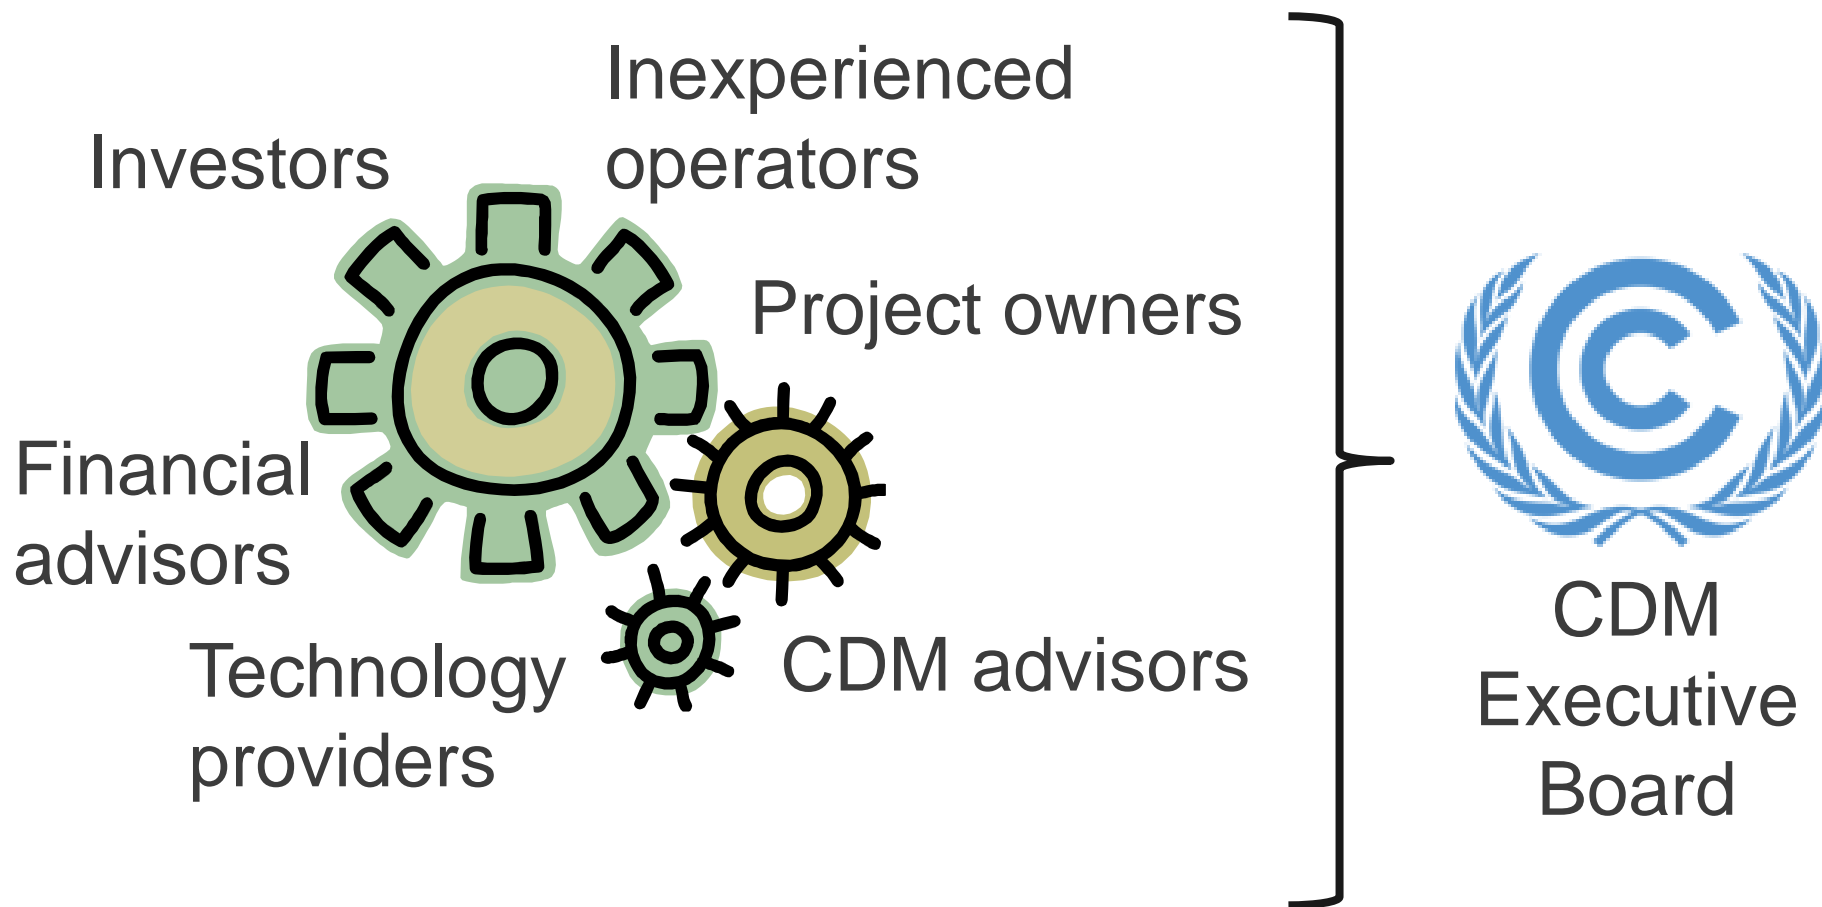 Inexperienced
operators
Investors
Project owners
Financial
advisors
Technology
providers
CDM advisors
CDM
Executive
Board